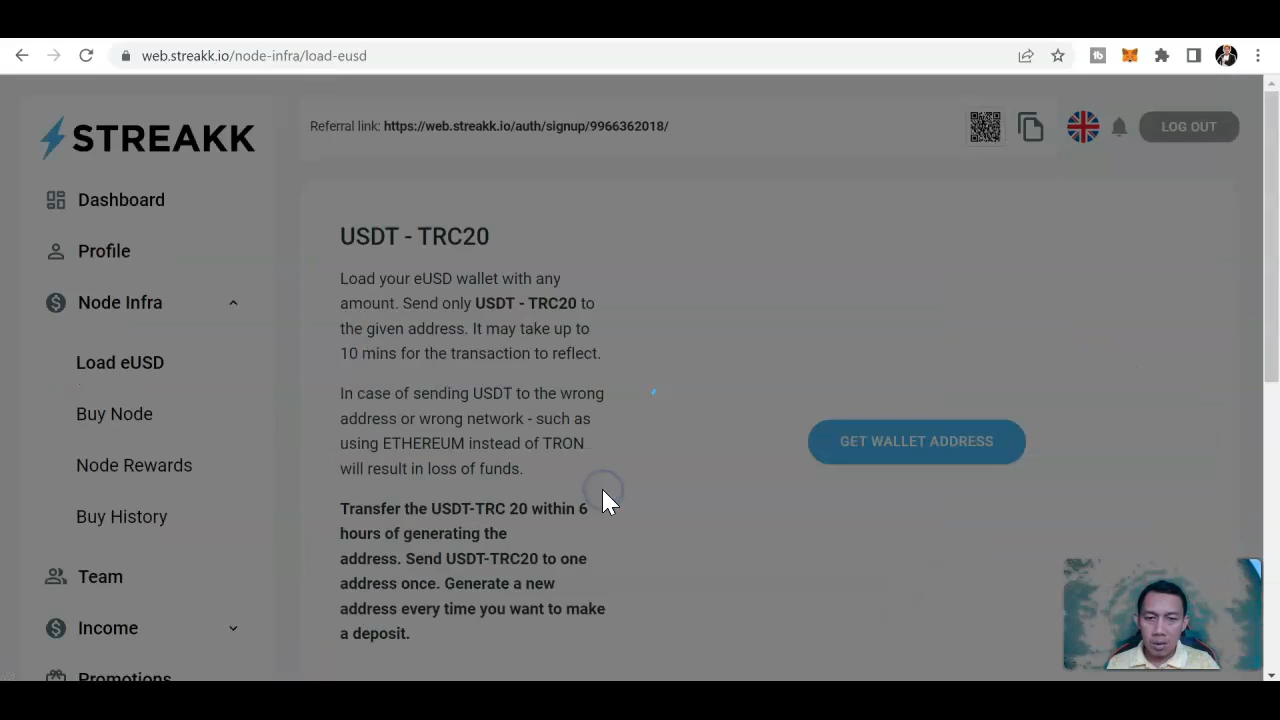 web.streakk.io/node-infra/load-eusd
STREAKK
Referral link: https://web.streakk.io/auth/signup/9966362018/
LOG OUT
Dashboard
Profile
Node Infra
Load eUSD
Buy Node
Node Rewards
Buy History
Team
Income
Promotions
USDT - TRC20
Load your eUSD wallet with any
amount. Send only USDT - TRC20 to
the given address. It may take up to
10 mins for the transaction to reflect.
In case of sending USDT to the wrong
address or wrong network - such as
using ETHEREUM instead of TRON
will result in loss of funds.
Transfer the USDT-TRC 20 within 6
hours of generating the
address. Send USDT-TRC20 to one
address once. Generate a new
address every time you want to make
a deposit.
GET WALLET ADDRESS